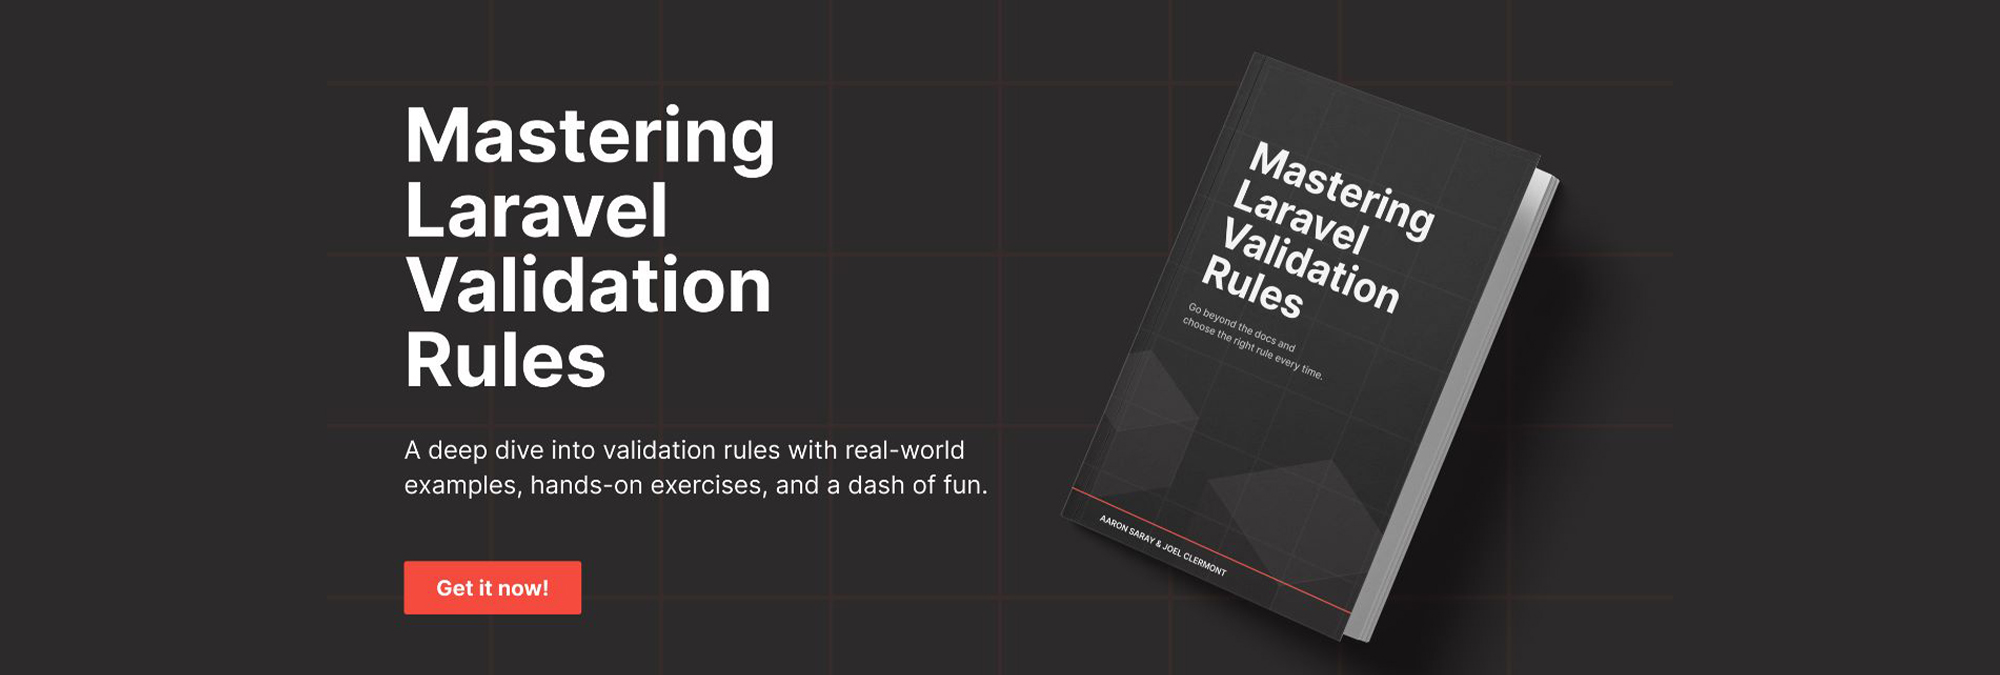 Mastering
Laravel
Validation
Rules
A deep dive into validation rules with real-world
examples, hands-on exercises, and a dash of fun.
Get it now!
Mastering
Laravel
Validation
Rules
Go beyond the docs and
choose the right rule every time.
AARON SARAY & JOEL CLERMONT